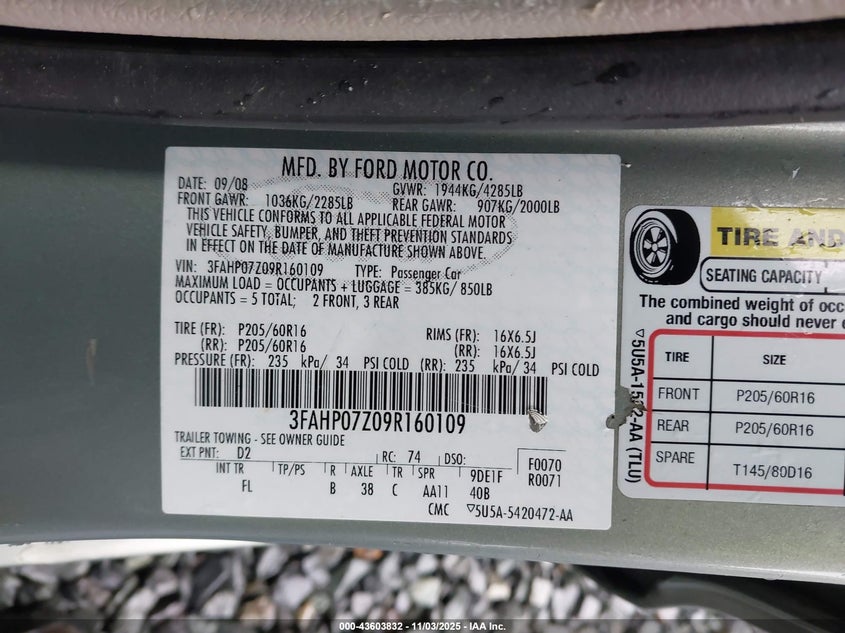 MFD. BY FORD MOTOR CO.
DATE: 09/08 GVWR: 1944KG/4285LB
FRONT GAWR: 1036KG/2285LB REAR GAWR: 907KG/2000LB
THIS VEHICLE CONFORMS TO ALL APPLICABLE FEDERAL MOTOR
VEHICLE SAFETY, BUMPER, AND THEFT PREVENTION STANDARDS
IN EFFECT ON THE DATE OF MANUFACTURE SHOWN ABOVE.
VIN: 3FAHP07Z09R160109 TYPE: Passenger Car
MAXIMUM LOAD = OCCUPANTS + LUGGAGE = 385KG/ 850LB
OCCUPANTS = 5 TOTAL; 2 FRONT, 3 REAR
TIRE (FR): P205/60R16 RIMS (FR): 16X6.5J
(RR): P205/60R16 (RR): 16X6.5J
PRESSURE (FR): 235 kPa/ 34 PSI COLD (RR): 235 kPa/ 34 PSI COLD
3FAHP07Z09R160109
TRAILER TOWING - SEE OWNER GUIDE
EXT PNT: D2 RC: 74 DSO: F0070
R0071
INT TR TP/PS R AXLE TR SPR 9DE1F
FL B 38 C AA11 40B
CMC ▽5U5A-5420472-AA
TIRE AND
SEATING CAPACITY
The combined weight of occ
and cargo should never
TIRE SIZE
FRONT P205/60R16
REAR P205/60R16
SPARE T145/80D16
000-43603832 - 11/03/2025 - IAA Inc.